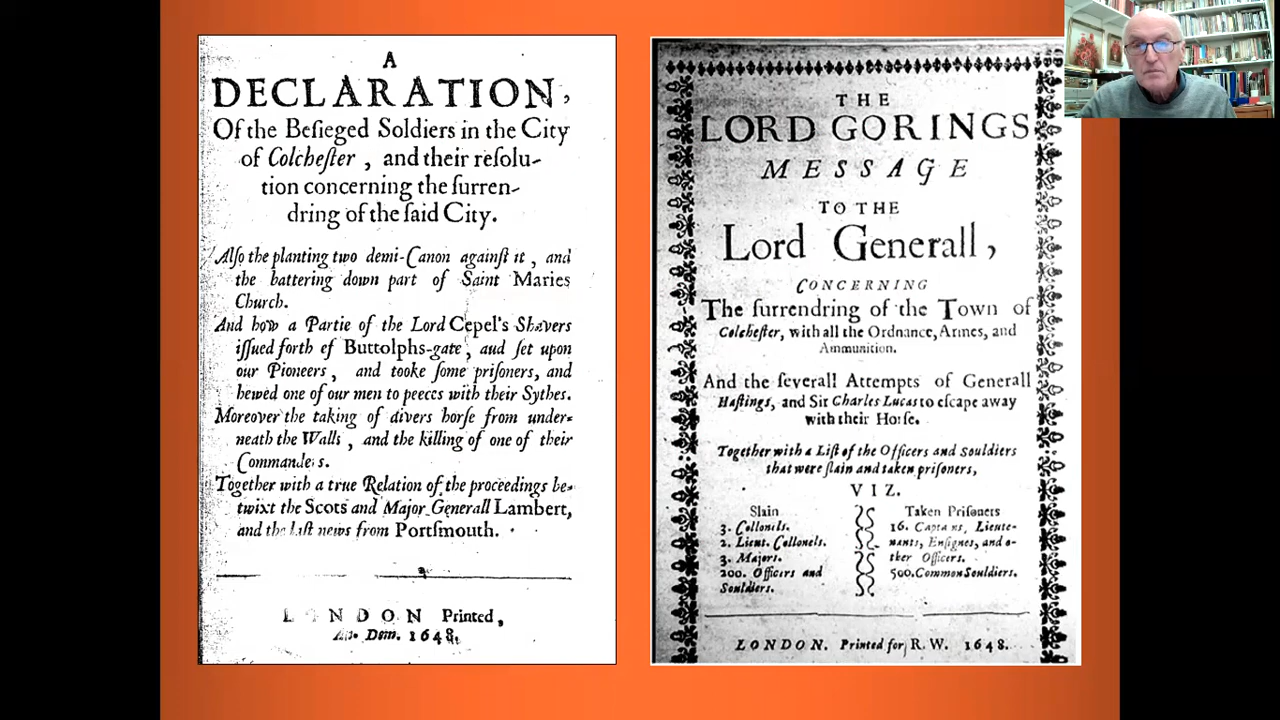 A
DECLARATION,
Of the Beſieged Soldiers in the City
of Colcheſter, and their reſolu-
tion concerning the ſurren-
dring of the ſaid City.
Alſo the planting two demi-Canon againſt it, and
the battering down part of Saint Maries
Church.
And how a Partie of the Lord Cepel's Shavers
iſſued forth of Buttolphs-gate, aud ſet upon
our Pioneers, and tooke ſome priſoners, and
hewed one of our men to peeces with their Sythes.
Moreover the taking of divers horſe from under-
neath the Walls, and the killing of one of their
Commanders.
Together with a true Relation of the proceedings be-
twixt the Scots and Major Generall Lambert,
and the laſt news from Portſmouth.
LONDON Printed,
Dom. 1648.
THE
LORD GORINGS
MESSAGE
TO THE
Lord Generall,
CONCERNING
The ſurrendring of the Town of
Colcheſter, with all the Ordnance, Armes, and
Ammunition.
And the ſeverall Attempts of Generall
Haſtings, and Sir Charles Lucas to eſcape away
with their Horſe.
Together with a Liſt of the Officers and Souldiers
that were ſlain and taken priſoners,
VIZ.
Slain
3. Collonels.
2. Lieut. Collonels.
3. Majors.
200. Officers and
Souldiers.
Taken Priſoners
16. Captains, Lieute-
nants, Enſignes, and o-
ther Officers.
500. Common Souldiers.
LONDON. Printed for R. W. 1648.